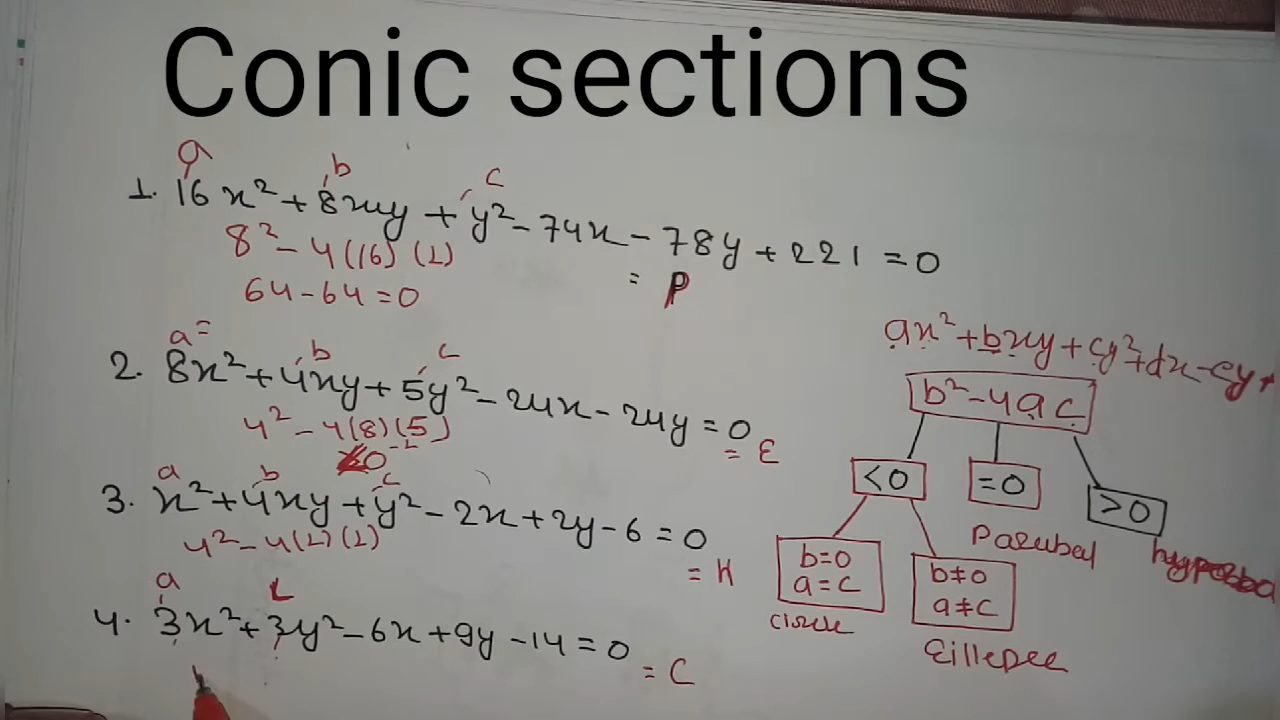 Conic sections
a b c
1. 16x² + 8xy + y² - 74x - 78y + 221 = 0
8² - 4(16)(1)
= P
64 - 64 = 0
a = b c
2. 8x² + 4xy + 5y² - 24x - 24y = 0
4² - 4(8)(5)
= E
a b c
3. x² + 4xy + y² - 2x + 2y - 6 = 0
4² - 4(1)(1)
= H
a
4. 3x² + 3y² - 6x + 9y - 14 = 0
= C
ax² + bxy + cy² + dx - ey +
b² - 4ac
<0 =0 >0
b=0
a=c
b≠0
a≠c